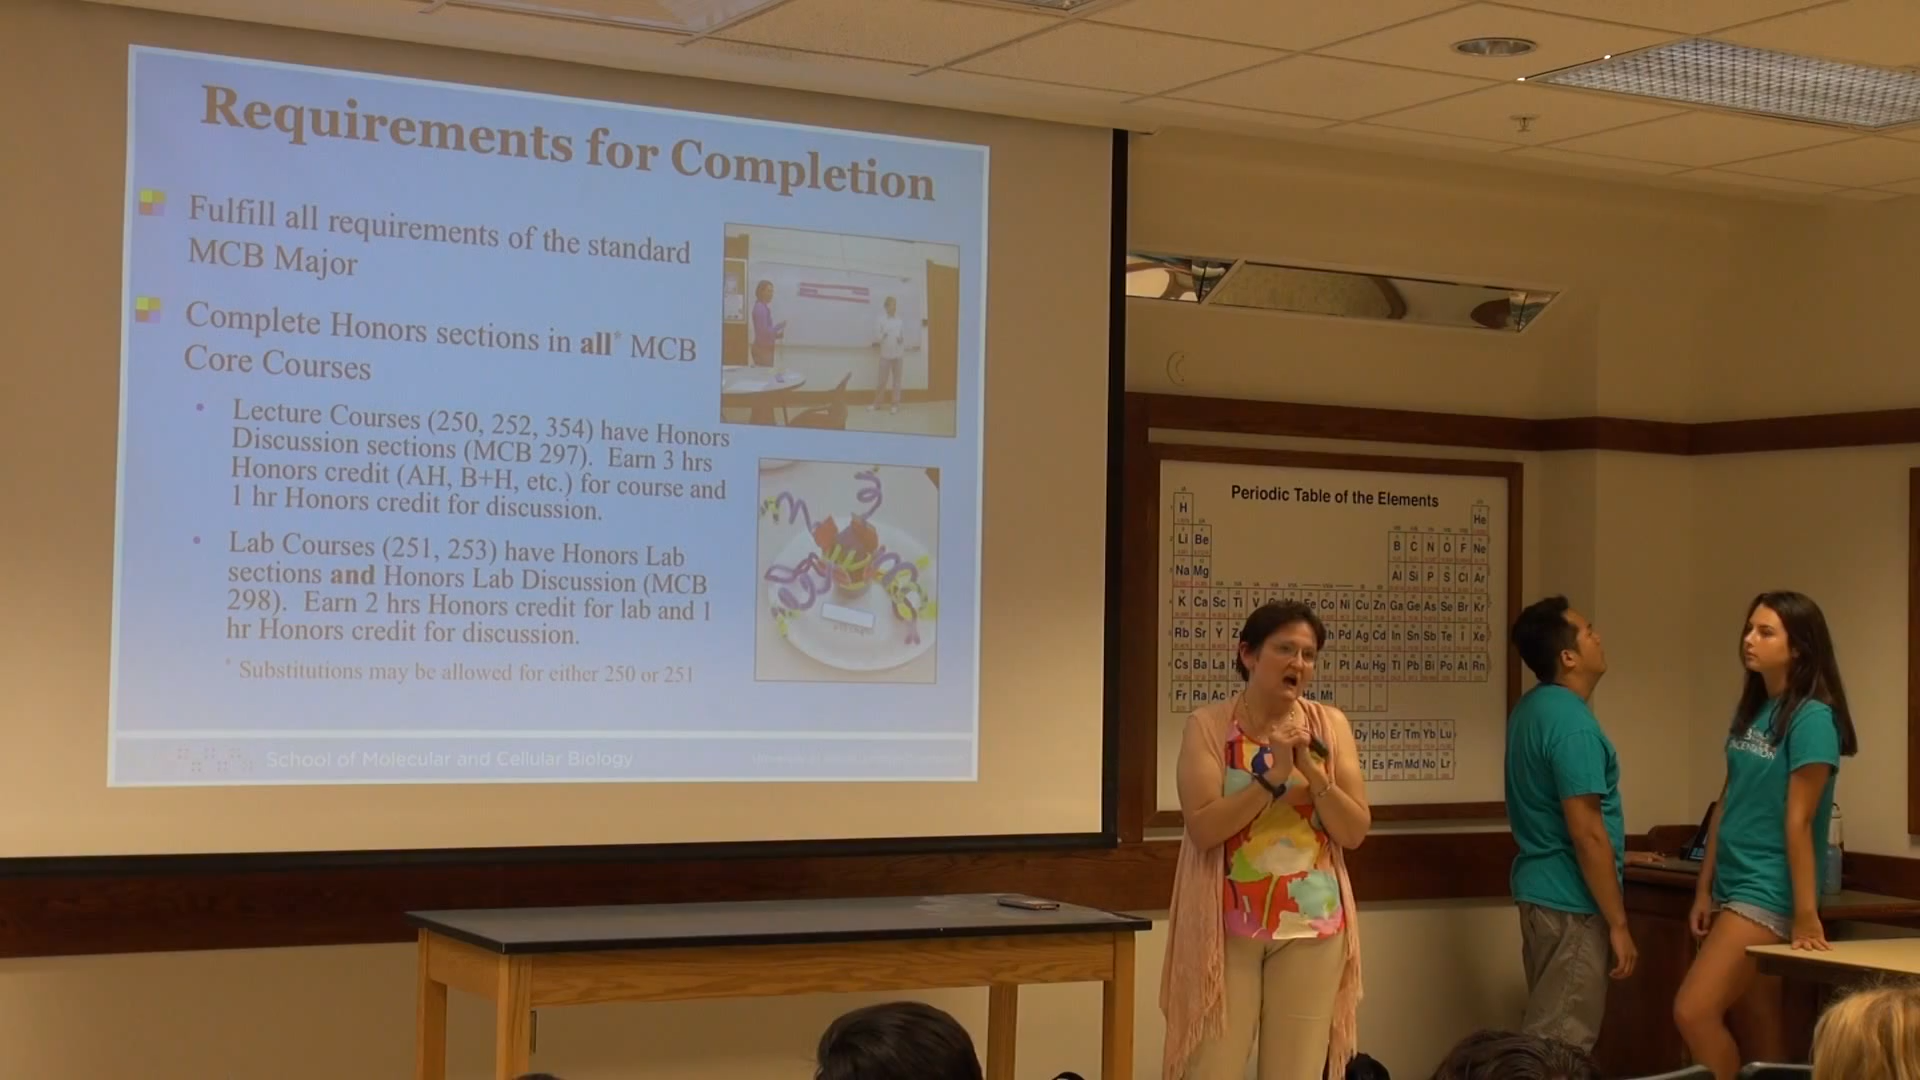 Requirements for Completion
Fulfill all requirements of the standard
MCB Major
Complete Honors sections in all* MCB
Core Courses
Lecture Courses (250, 252, 354) have Honors
Discussion sections (MCB 297). Earn 3 hrs
Honors credit (AH, B+H, etc.) for course and
1 hr Honors credit for discussion.
Lab Courses (251, 253) have Honors Lab
sections and Honors Lab Discussion (MCB
298). Earn 2 hrs Honors credit for lab and 1
hr Honors credit for discussion.
* Substitutions may be allowed for either 250 or 251
School of Molecular and Cellular Biology
Periodic Table of the Elements
H He
Li Be B C N O F Ne
Na Mg Al Si P S Cl Ar
K Ca Sc Ti V Fe Co Ni Cu Zn Ga Ge As Se Br Kr
Rb Sr Y Pd Ag Cd In Sn Sb Te I Xe
Cs Ba La Ir Pt Au Hg Tl Pb Bi Po At Rn
Fr Ra Ac Hs Mt
Dy Ho Er Tm Yb Lu
Es Fm Md No Lr